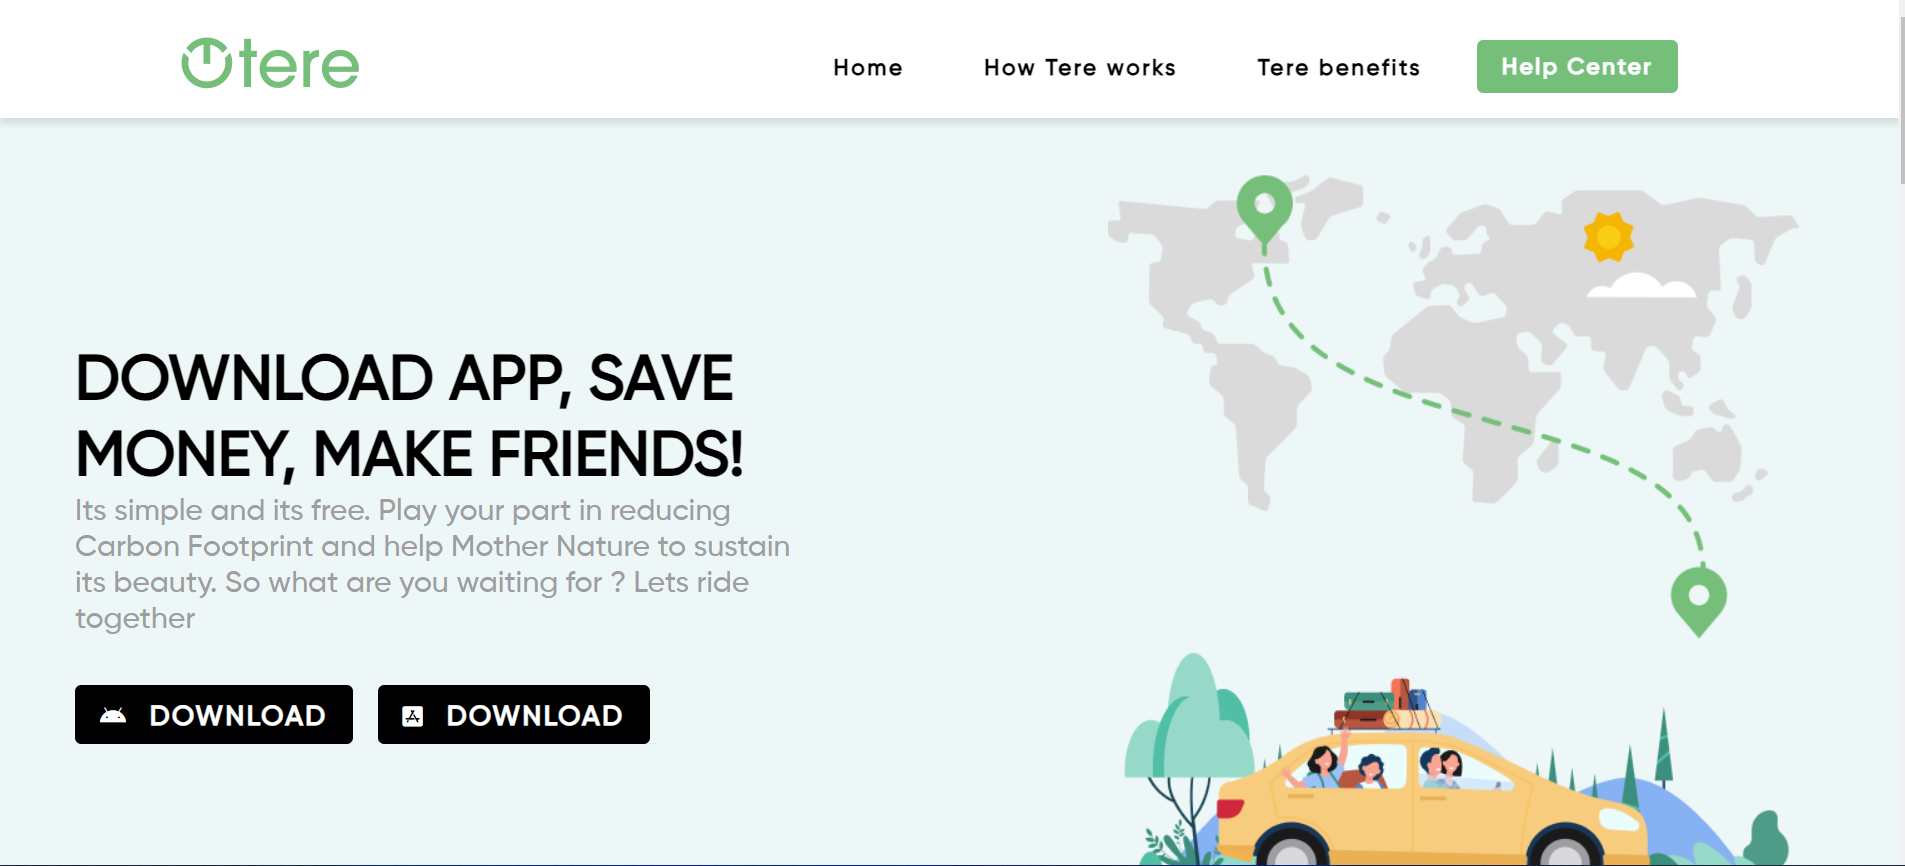 tere
Home
How Tere works
Tere benefits
Help Center
DOWNLOAD APP, SAVE
MONEY, MAKE FRIENDS!
Its simple and its free. Play your part in reducing
Carbon Footprint and help Mother Nature to sustain
its beauty. So what are you waiting for ? Lets ride
together
DOWNLOAD
DOWNLOAD